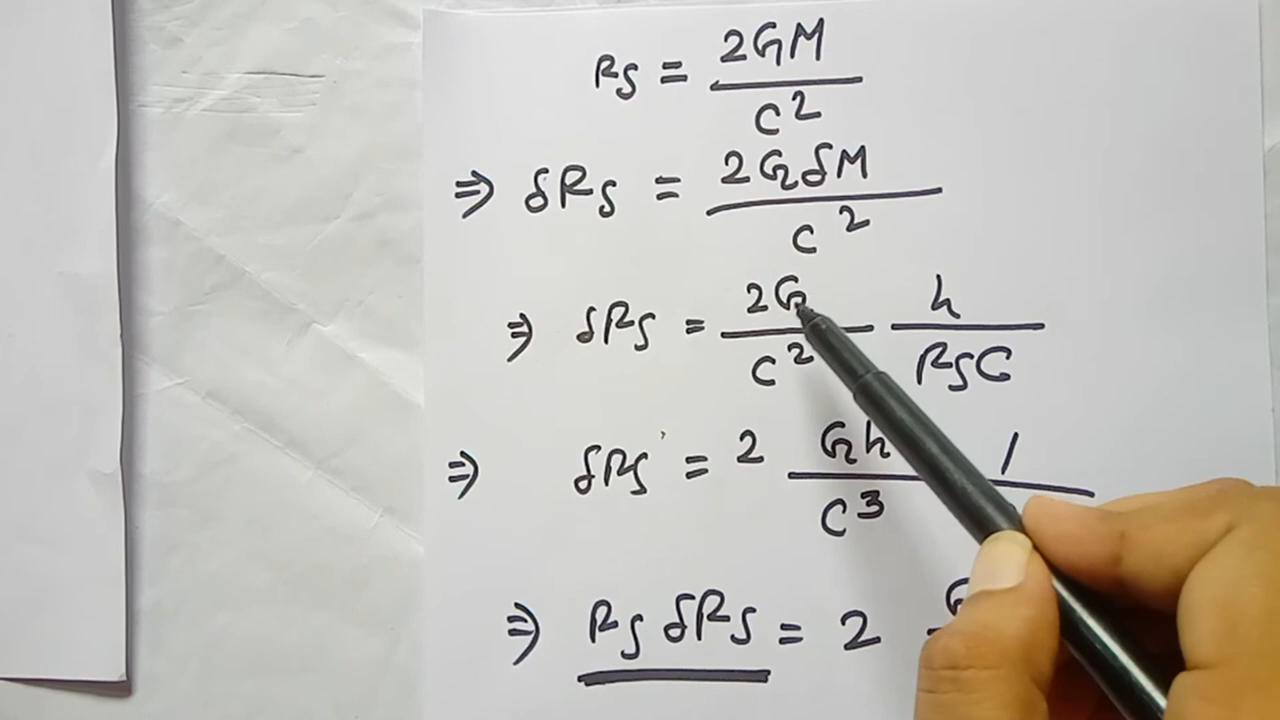 Rs = 2GM / C²
⇒ δRs = 2GδM / C²
⇒ δRs = 2G / C² h / RsC
⇒ δRs = 2 Gh / C³ 1 /
⇒ Rs δRs = 2 G